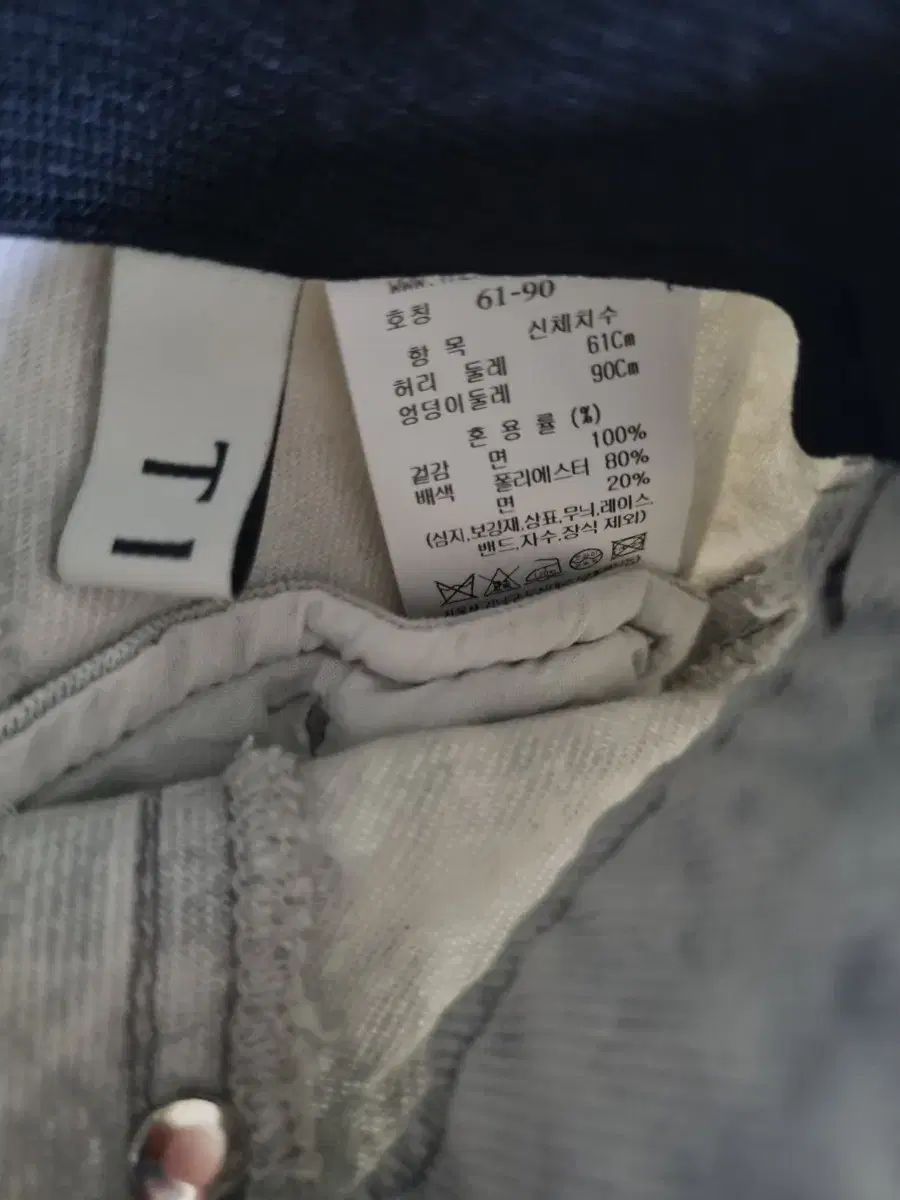 TI
호칭 61-90
항 목 신체치수
허리 둘레 61Cm
엉덩이둘레 90Cm
혼 용 률 (%)
겉감 면 100%
배색 폴리에스터 80%
면 20%
(심지,보강재,상표,무늬,레이스
밴드,자수,장식 제외)